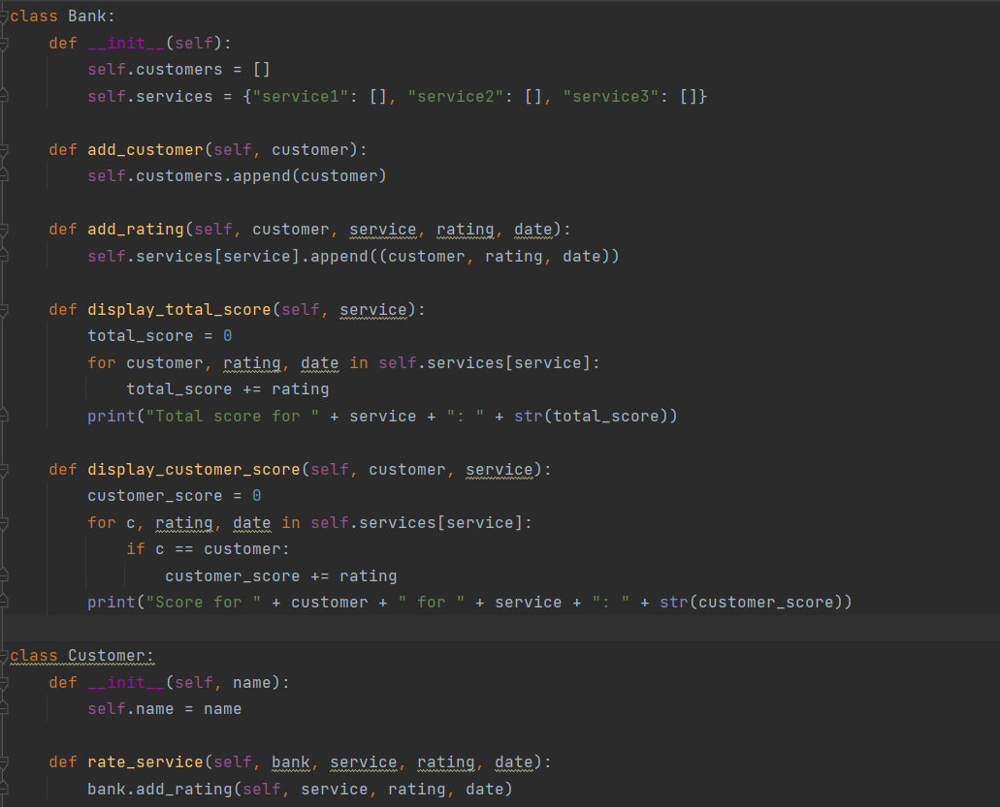 class Bank:
    def __init__(self):
        self.customers = []
        self.services = {"service1": [], "service2": [], "service3": []}

    def add_customer(self, customer):
        self.customers.append(customer)

    def add_rating(self, customer, service, rating, date):
        self.services[service].append((customer, rating, date))

    def display_total_score(self, service):
        total_score = 0
        for customer, rating, date in self.services[service]:
            total_score += rating
        print("Total score for " + service + ": " + str(total_score))

    def display_customer_score(self, customer, service):
        customer_score = 0
        for c, rating, date in self.services[service]:
            if c == customer:
                customer_score += rating
        print("Score for " + customer + " for " + service + ": " + str(customer_score))

class Customer:
    def __init__(self, name):
        self.name = name

    def rate_service(self, bank, service, rating, date):
        bank.add_rating(self, service, rating, date)